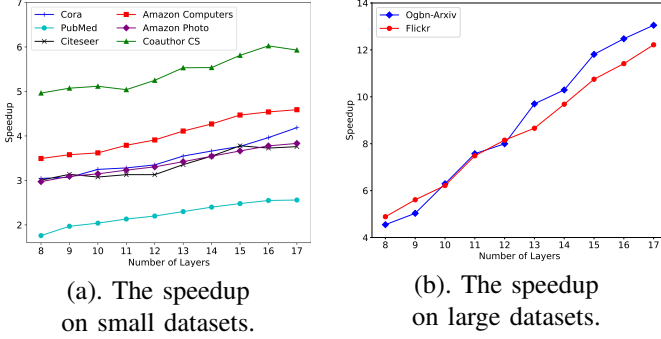 Cora
PubMed
Citeseer
Amazon Computers
Amazon Photo
Coauthor CS
7
6
5
4
3
2
Speedup
8 9 10 11 12 13 14 15 16 17
Number of Layers
(a). The speedup
on small datasets.
Ogbn-Arxiv
Flickr
14
12
10
8
6
4
Speedup
8 9 10 11 12 13 14 15 16 17
Number of Layers
(b). The speedup
on large datasets.